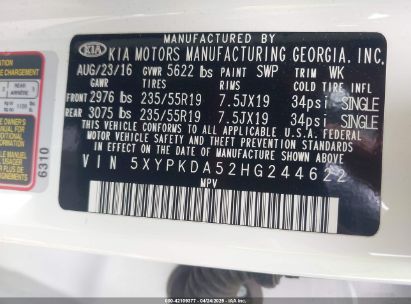 MANUFACTURED BY
KIA KIA MOTORS MANUFACTURING GEORGIA, INC.
AUG/23/16 GVWR 5622 lbs PAINT SWP TRIM WK
GAWR TIRES RIMS COLD TIRE INFL
FRONT 2976 lbs 235/55R19 7.5JX19 34psi SINGLE
REAR 3075 lbs 235/55R19 7.5JX19 34psi SINGLE
THIS VEHICLE CONFORMS TO ALL APPLICABLE U.S.A. FEDERAL
MOTOR VEHICLE SAFETY, BUMPER, AND THEFT PREVENTION
STANDARDS IN EFFECT ON THE DATE OF MANUFACTURE SHOWN ABOVE.
VIN 5XYPKDA52HG244622
MPV
6310
NEAR